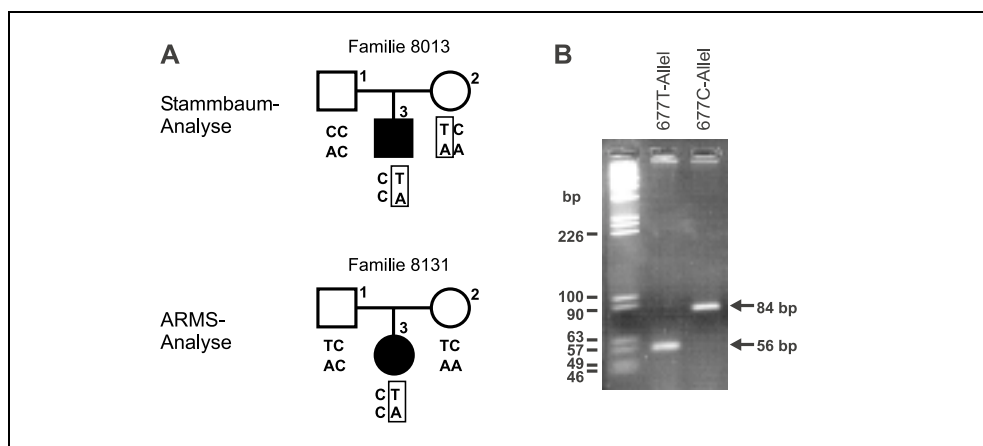 A
Familie 8013
Stammbaum-
Analyse
1
2
3
CC
AC
T C
A A
C T
C A
Familie 8131
ARMS-
Analyse
1
2
3
TC
AC
TC
AA
C T
C A
B
677T-Allel
677C-Allel
bp
226
100
90
63
57
49
46
84 bp
56 bp